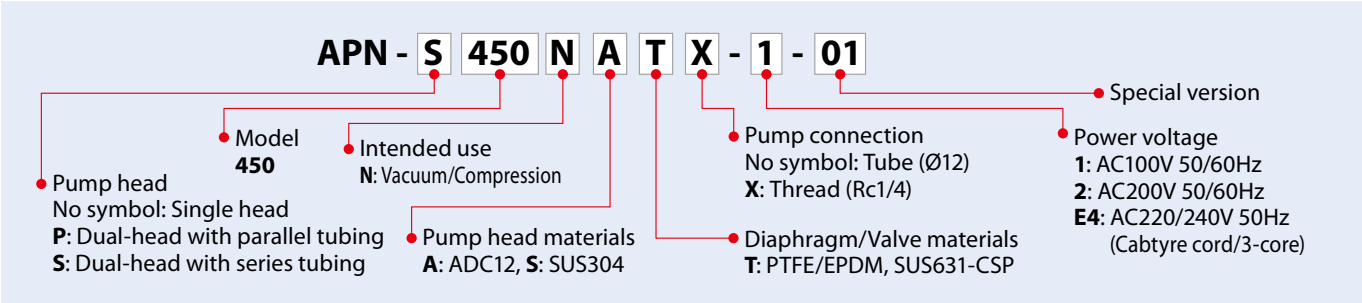 APN - S 450 N A T X - 1 - 01
Special version
Model
450
Intended use
N: Vacuum/Compression
Pump connection
No symbol: Tube (Ø12)
X: Thread (Rc1/4)
Power voltage
1: AC100V 50/60Hz
2: AC200V 50/60Hz
E4: AC220/240V 50Hz
(Cabtyre cord/3-core)
Pump head
No symbol: Single head
P: Dual-head with parallel tubing
S: Dual-head with series tubing
Pump head materials
A: ADC12, S: SUS304
Diaphragm/Valve materials
T: PTFE/EPDM, SUS631-CSP